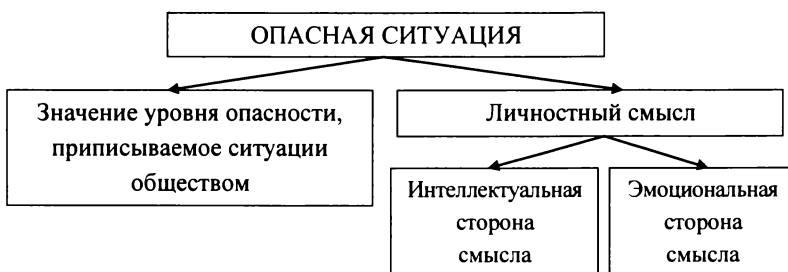 ОПАСНАЯ СИТУАЦИЯ
Значение уровня опасности,
приписываемое ситуации
обществом
Личностный смысл
Интеллектуальная
сторона
смысла
Эмоциональная
сторона
смысла